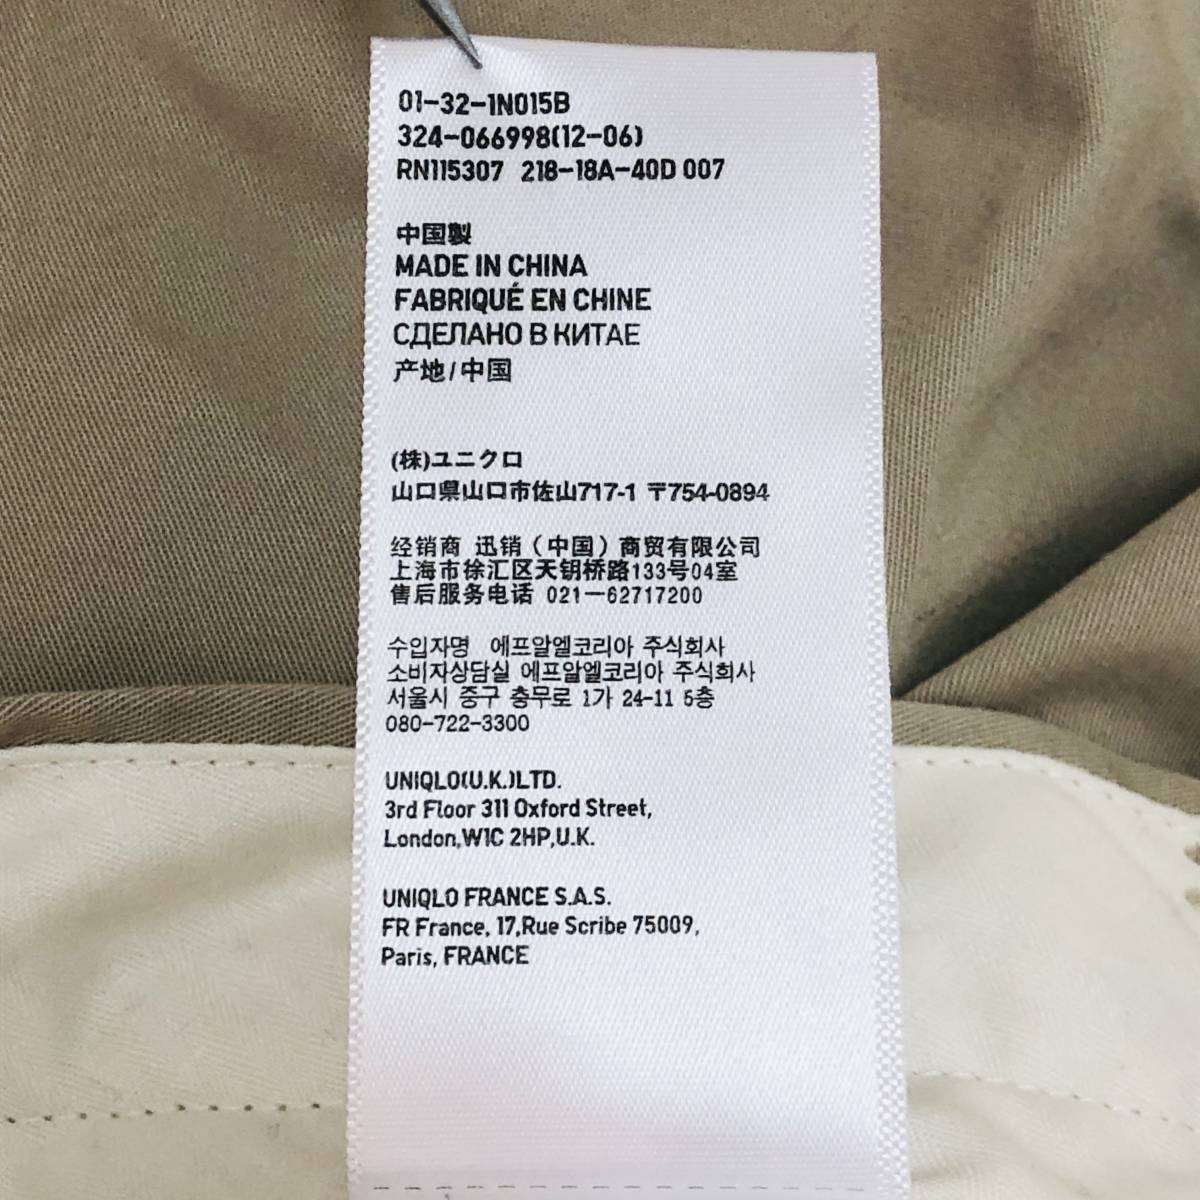 01-32-1N015B
324-066998(12-06)
RN115307 218-18A-40D 007
中国製
MADE IN CHINA
FABRIQUÉ EN CHINE
СДЕЛАНО В КИТАЕ
产地/中国
(株)ユニクロ
山口県山口市佐山717-1 〒754-0894
经销商 迅销（中国）商贸有限公司
上海市徐汇区天钥桥路133号04室
售后服务电话 021—62717200
수입자명 에프알엘코리아 주식회사
소비자상담실 에프알엘코리아 주식회사
서울시 중구 충무로 1가 24-11 5층
080-722-3300
UNIQLO(U.K.)LTD.
3rd Floor 311 Oxford Street,
London,W1C 2HP,U.K.
UNIQLO FRANCE S.A.S.
FR France, 17,Rue Scribe 75009,
Paris, FRANCE